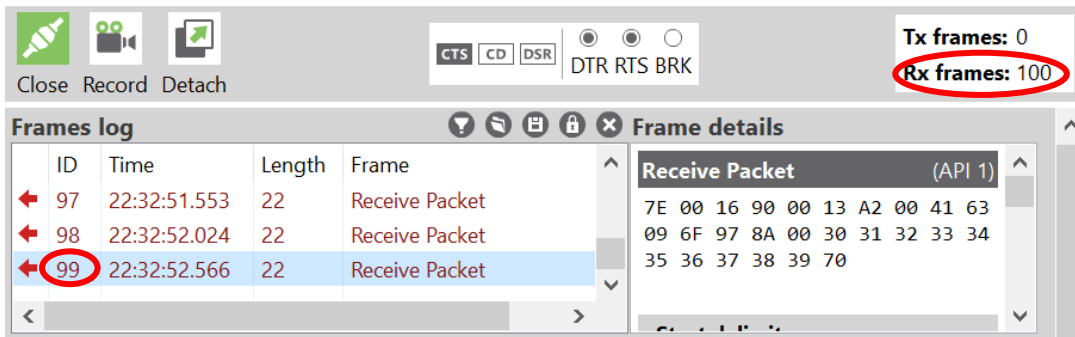 CTS CD DSR
Tx frames: 0
Close Record Detach
DTR RTS BRK
Rx frames: 100
Frames log
Frame details
ID Time Length Frame
97 22:32:51.553 22 Receive Packet
98 22:32:52.024 22 Receive Packet
99 22:32:52.566 22 Receive Packet
Receive Packet (API 1)
7E 00 16 90 00 13 A2 00 41 63
09 6F 97 8A 00 30 31 32 33 34
35 36 37 38 39 70